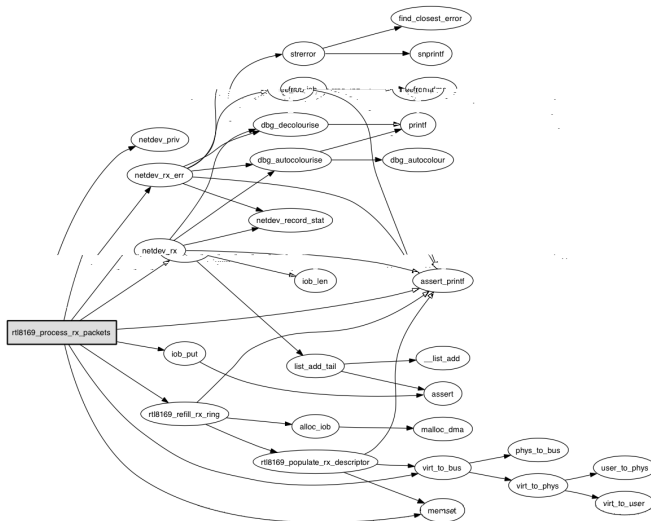 find_closest_error
strerror
snprintf
dbg_decolourise
printf
netdev_priv
dbg_autocolourise
dbg_autocolour
netdev_rx_err
netdev_record_stat
netdev_rx
iob_len
assert_printf
rtl8169_process_rx_packets
iob_put
list_add_tail
__list_add
assert
rtl8169_refill_rx_ring
alloc_iob
malloc_dma
phys_to_bus
rtl8169_populate_rx_descriptor
virt_to_bus
user_to_phys
virt_to_phys
memset
virt_to_user